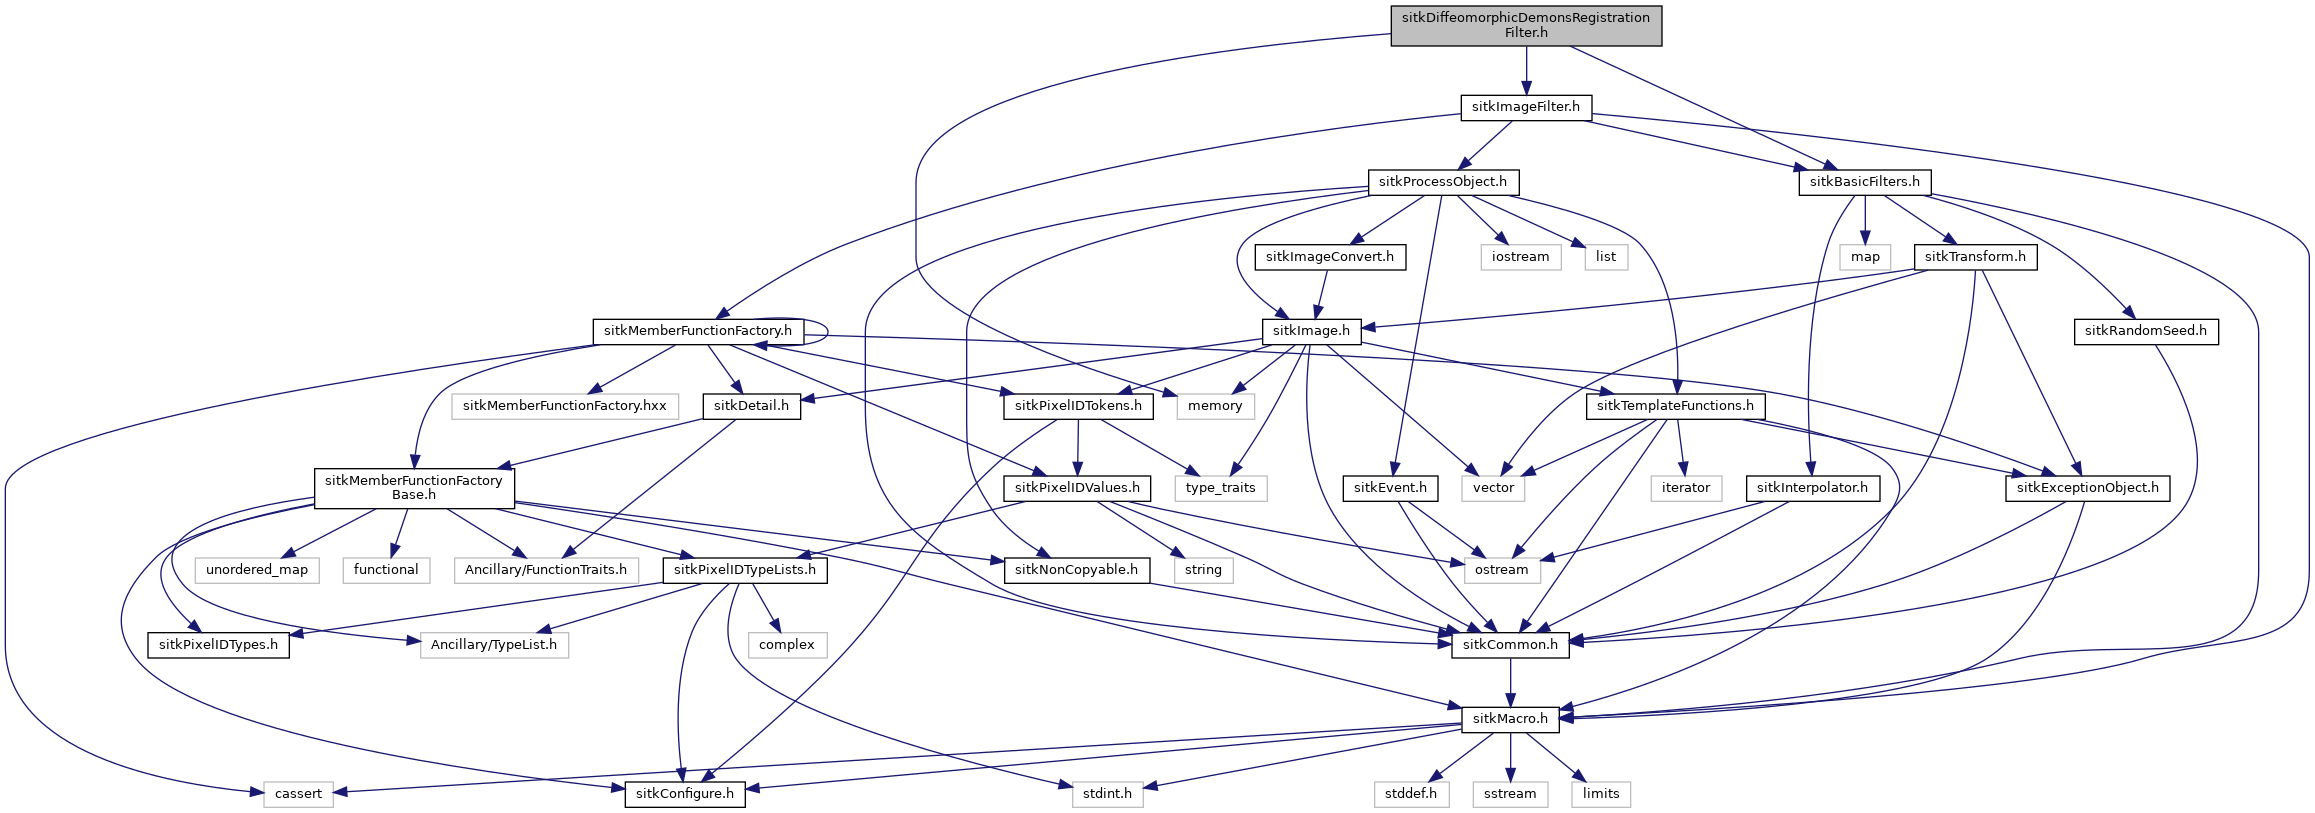 sitkDiffeomorphicDemonsRegistration
Filter.h
sitkImageFilter.h
sitkProcessObject.h
sitkBasicFilters.h
sitkImageConvert.h
iostream
list
map
sitkTransform.h
sitkMemberFunctionFactory.h
sitkImage.h
sitkRandomSeed.h
sitkMemberFunctionFactory.hxx
sitkDetail.h
sitkPixelIDTokens.h
memory
sitkTemplateFunctions.h
sitkMemberFunctionFactory
Base.h
sitkPixelIDValues.h
type_traits
sitkEvent.h
vector
iterator
sitkInterpolator.h
sitkExceptionObject.h
unordered_map
functional
Ancillary/FunctionTraits.h
sitkPixelIDTypeLists.h
sitkNonCopyable.h
string
ostream
sitkPixelIDTypes.h
Ancillary/TypeList.h
complex
sitkCommon.h
sitkMacro.h
cassert
sitkConfigure.h
stdint.h
stddef.h
sstream
limits